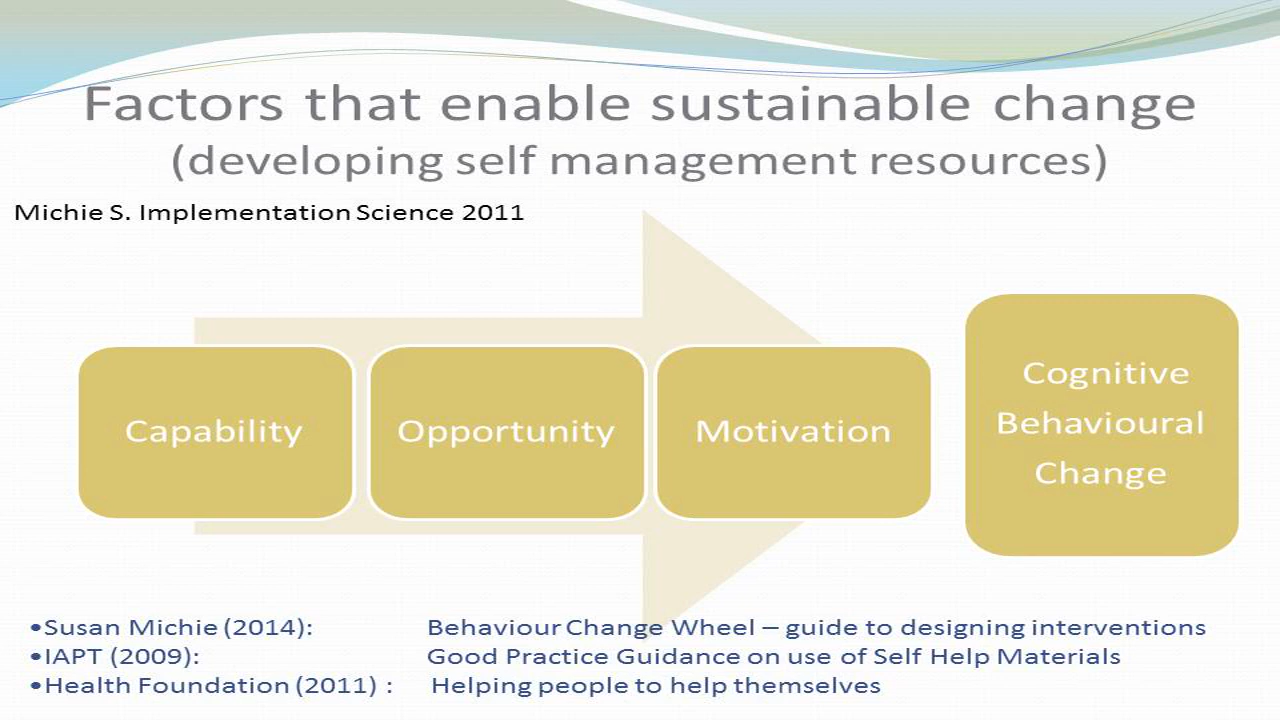 Factors that enable sustainable change
(developing self management resources)
Michie S. Implementation Science 2011
Capability
Opportunity
Motivation
Cognitive
Behavioural
Change
•Susan Michie (2014): Behaviour Change Wheel – guide to designing interventions
•IAPT (2009): Good Practice Guidance on use of Self Help Materials
•Health Foundation (2011) : Helping people to help themselves